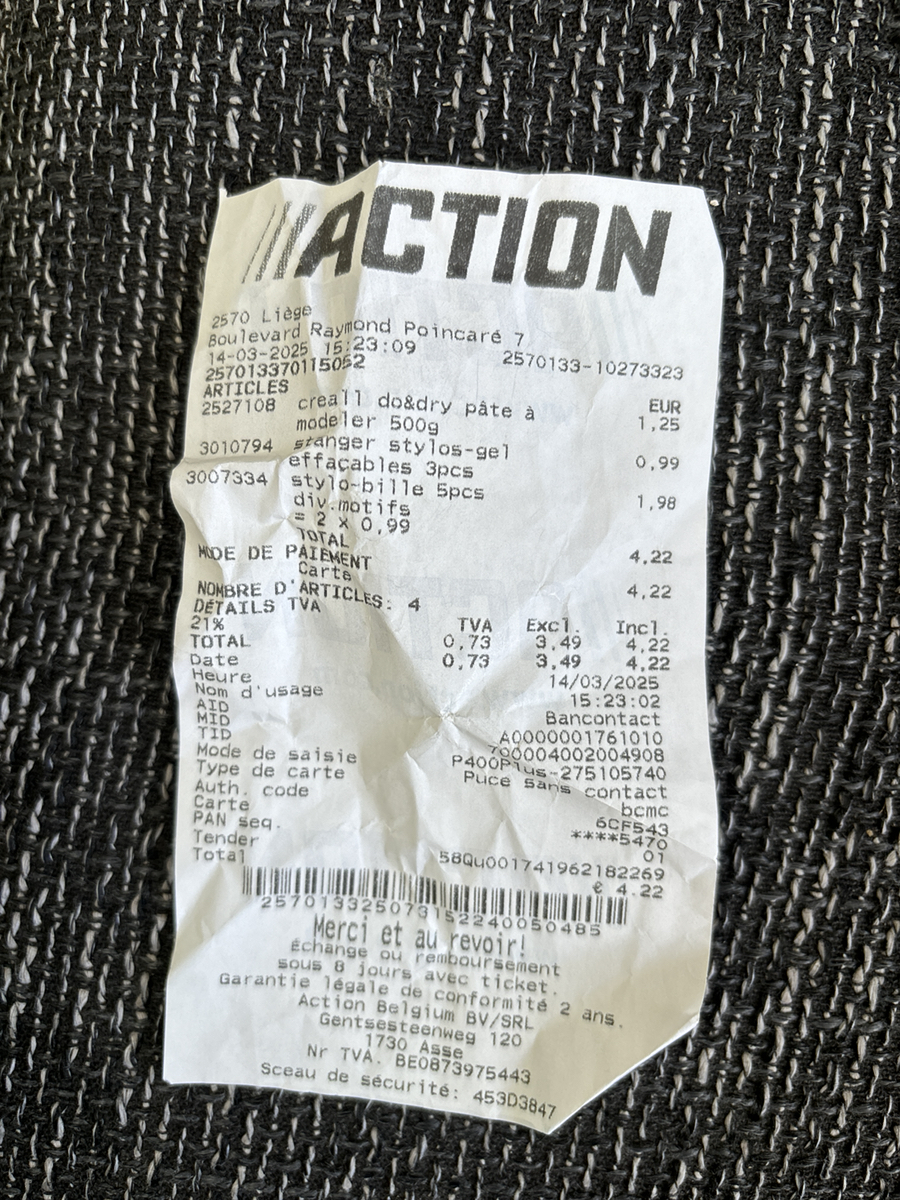 ACTION
2570 Liège
Boulevard Raymond Poincaré 7
14-03-2025 15:23:09 2570133-10273323
257013370115052
ARTICLES EUR
2527108 creall do&dry pâte à 1,25
modeler 500g
3010794 stanger stylos-gel 0,99
effaçables 3pcs
3007334 stylo-bille 5pcs 1,98
div.motifs
= 2 x 0,99
TOTAL 4,22
MODE DE PAIEMENT
Carte 4,22
NOMBRE D'ARTICLES: 4
DÉTAILS TVA TVA Excl. Incl.
21% 0,73 3,49 4,22
TOTAL 0,73 3,49 4,22
Date 14/03/2025
Heure 15:23:02
Nom d'usage Bancontact
AID A0000001761010
MID 700004002004908
TID P400Plus-275105740
Mode de saisie Puce sans contact
Type de carte bcmc
Auth. code 6CF543
Carte ****5470
PAN seq. 01
Tender 58Qu001741962182269
Total € 4.22
257013325073152240050485
Merci et au revoir!
Échange ou remboursement
sous 8 jours avec ticket.
Garantie légale de conformité 2 ans.
Action Belgium BV/SRL
Gentsesteenweg 120
1730 Asse
Nr TVA. BE0873975443
Sceau de sécurité: 453D3847